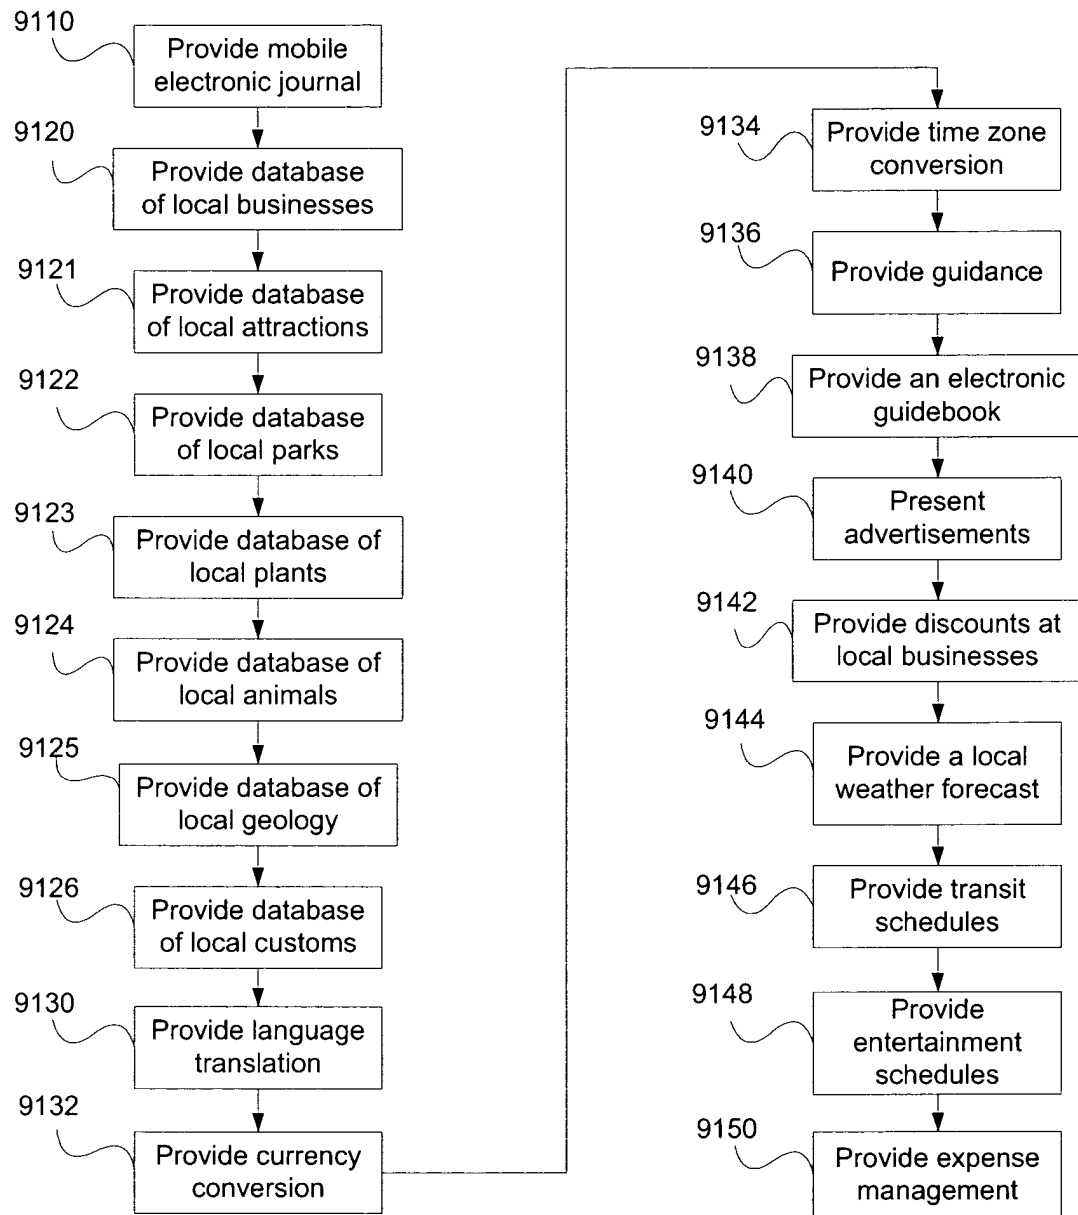 9110
Provide mobile
electronic journal
9120
Provide database
of local businesses
9121
Provide database
of local attractions
9122
Provide database
of local parks
9123
Provide database of
local plants
9124
Provide database of
local animals
9125
Provide database of
local geology
9126
Provide database
of local customs
9130
Provide language
translation
9132
Provide currency
conversion
9134
Provide time zone
conversion
9136
Provide guidance
9138
Provide an electronic
guidebook
9140
Present
advertisements
9142
Provide discounts at
local businesses
9144
Provide a local
weather forecast
9146
Provide transit
schedules
9148
Provide
entertainment
schedules
9150
Provide expense
management